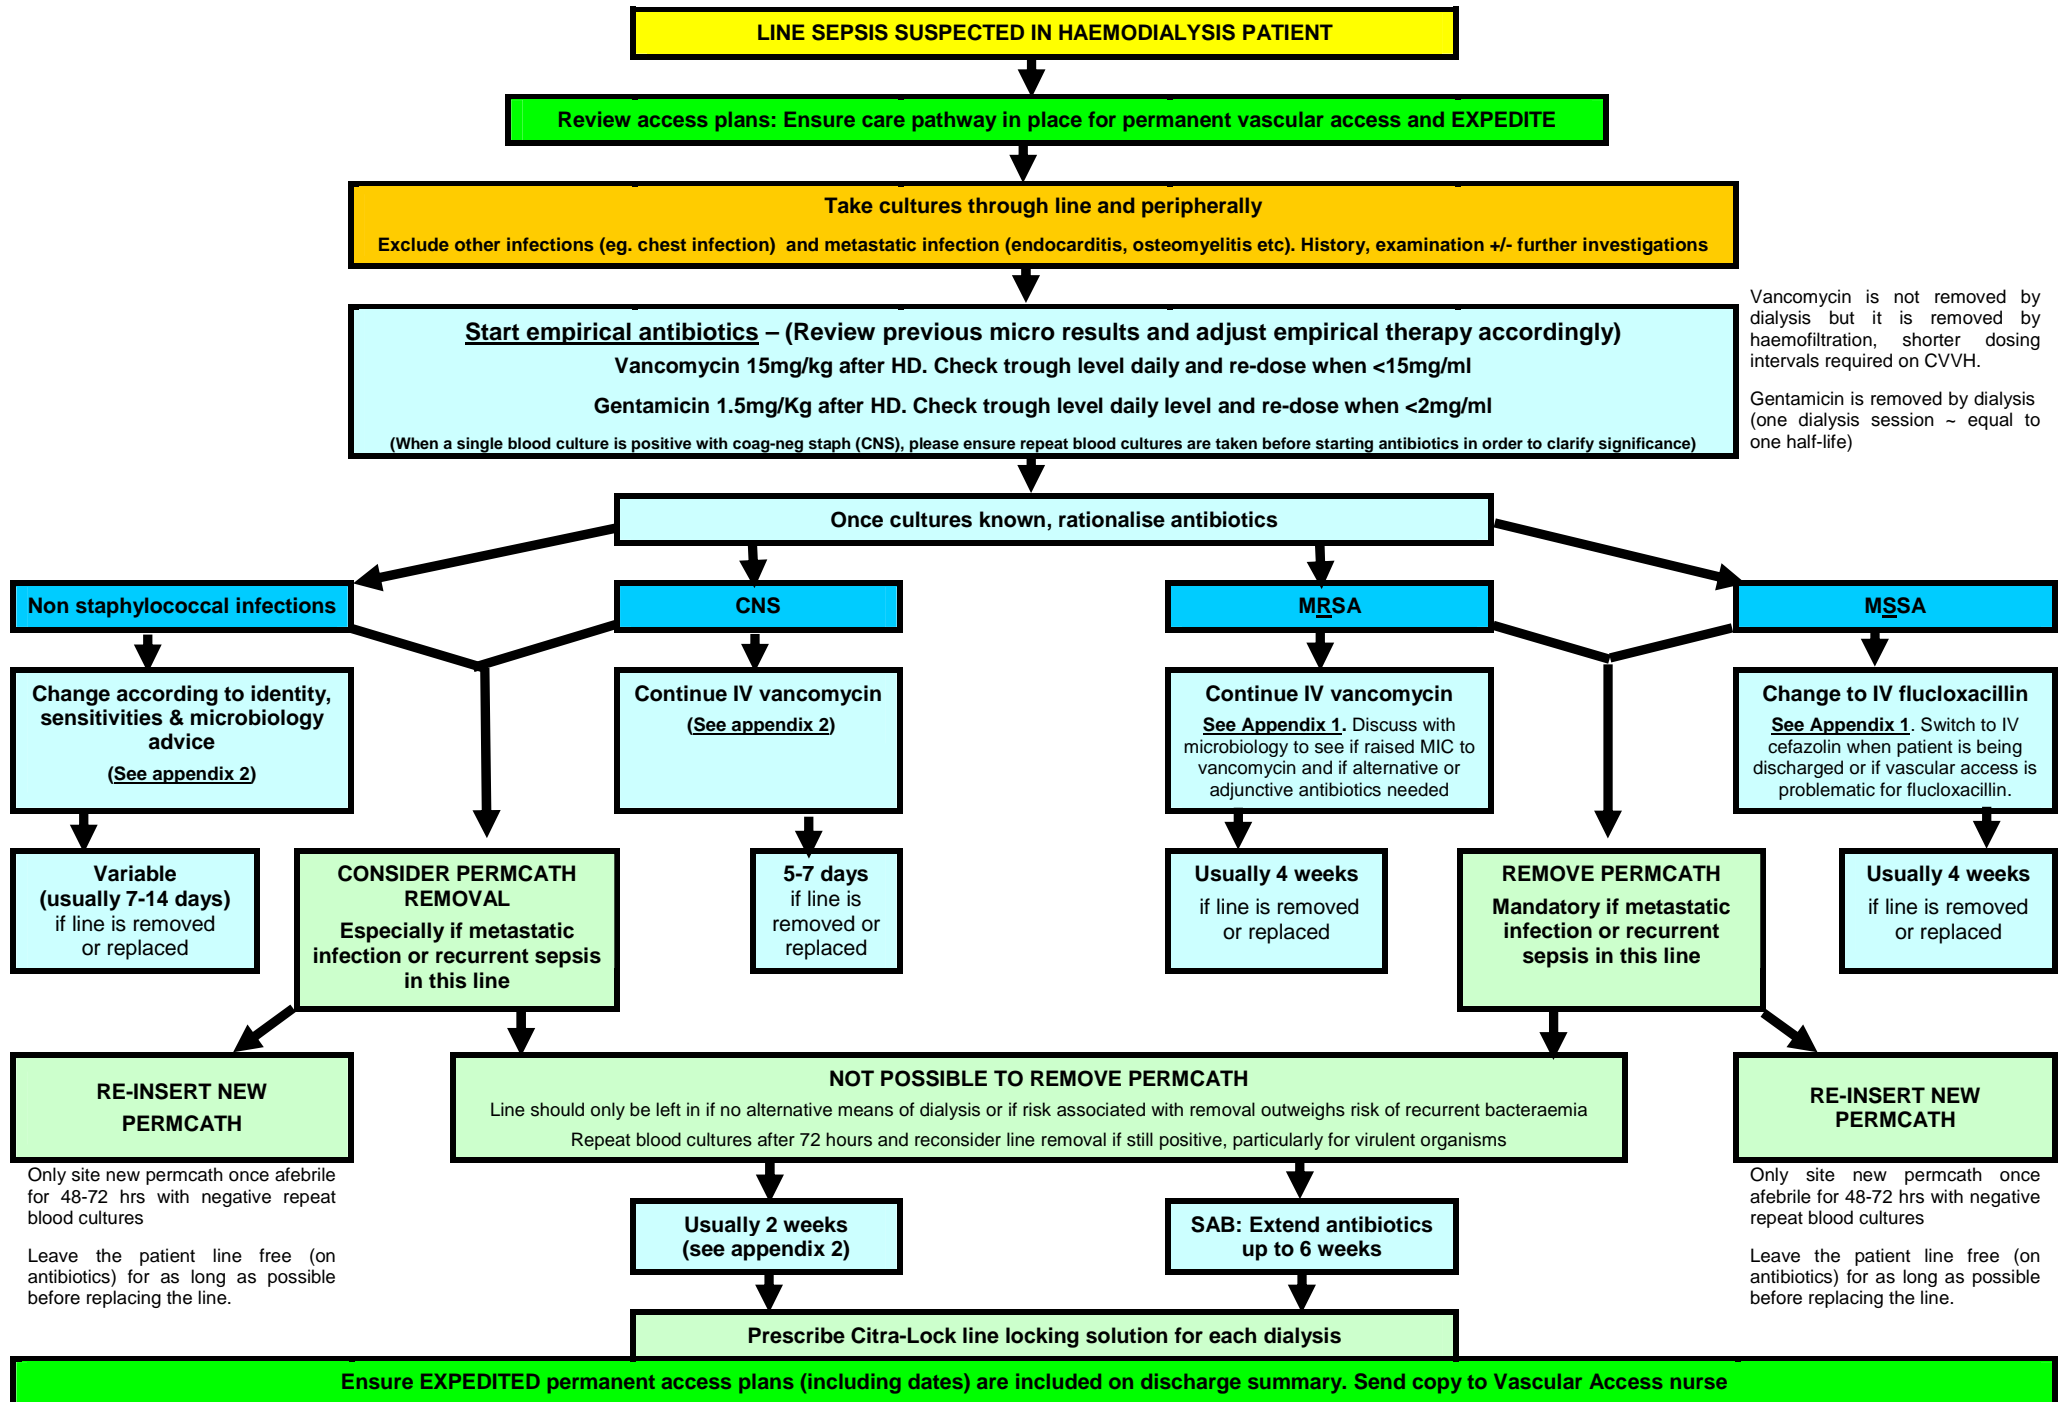 LINE SEPSIS SUSPECTED IN HAEMODIALYSIS PATIENT
Review access plans: Ensure care pathway in place for permanent vascular access and EXPEDITE
Take cultures through line and peripherally
Exclude other infections (eg. chest infection) and metastatic infection (endocarditis, osteomyelitis etc). History, examination +/- further investigations
Start empirical antibiotics – (Review previous micro results and adjust empirical therapy accordingly)
Vancomycin 15mg/kg after HD. Check trough level daily and re-dose when <15mg/ml
Gentamicin 1.5mg/Kg after HD. Check trough level daily level and re-dose when <2mg/ml
(When a single blood culture is positive with coag-neg staph (CNS), please ensure repeat blood cultures are taken before starting antibiotics in order to clarify significance)
Vancomycin is not removed by
dialysis but it is removed by
haemofiltration, shorter dosing
intervals required on CVVH.
Gentamicin is removed by dialysis
(one dialysis session ~ equal to
one half-life)
Once cultures known, rationalise antibiotics
Non staphylococcal infections
CNS
MRSA
MSSA
Change according to identity,
sensitivities & microbiology
advice
(See appendix 2)
Continue IV vancomycin
(See appendix 2)
Continue IV vancomycin
See Appendix 1. Discuss with
microbiology to see if raised MIC to
vancomycin and if alternative or
adjunctive antibiotics needed
Change to IV flucloxacillin
See Appendix 1. Switch to IV
cefazolin when patient is being
discharged or if vascular access is
problematic for flucloxacillin.
Variable
(usually 7-14 days)
if line is removed
or replaced
CONSIDER PERMCATH
REMOVAL
Especially if metastatic
infection or recurrent sepsis
in this line
5-7 days
if line is
removed or
replaced
Usually 4 weeks
if line is removed
or replaced
REMOVE PERMCATH
Mandatory if metastatic
infection or recurrent
sepsis in this line
Usually 4 weeks
if line is removed
or replaced
RE-INSERT NEW
PERMCATH
NOT POSSIBLE TO REMOVE PERMCATH
Line should only be left in if no alternative means of dialysis or if risk associated with removal outweighs risk of recurrent bacteraemia
Repeat blood cultures after 72 hours and reconsider line removal if still positive, particularly for virulent organisms
RE-INSERT NEW
PERMCATH
Only site new permcath once afebrile
for 48-72 hrs with negative repeat
blood cultures
Leave the patient line free (on
antibiotics) for as long as possible
before replacing the line.
Usually 2 weeks
(see appendix 2)
SAB: Extend antibiotics
up to 6 weeks
Only site new permcath once
afebrile for 48-72 hrs with negative
repeat blood cultures
Leave the patient line free (on
antibiotics) for as long as possible
before replacing the line.
Prescribe Citra-Lock line locking solution for each dialysis
Ensure EXPEDITED permanent access plans (including dates) are included on discharge summary. Send copy to Vascular Access nurse